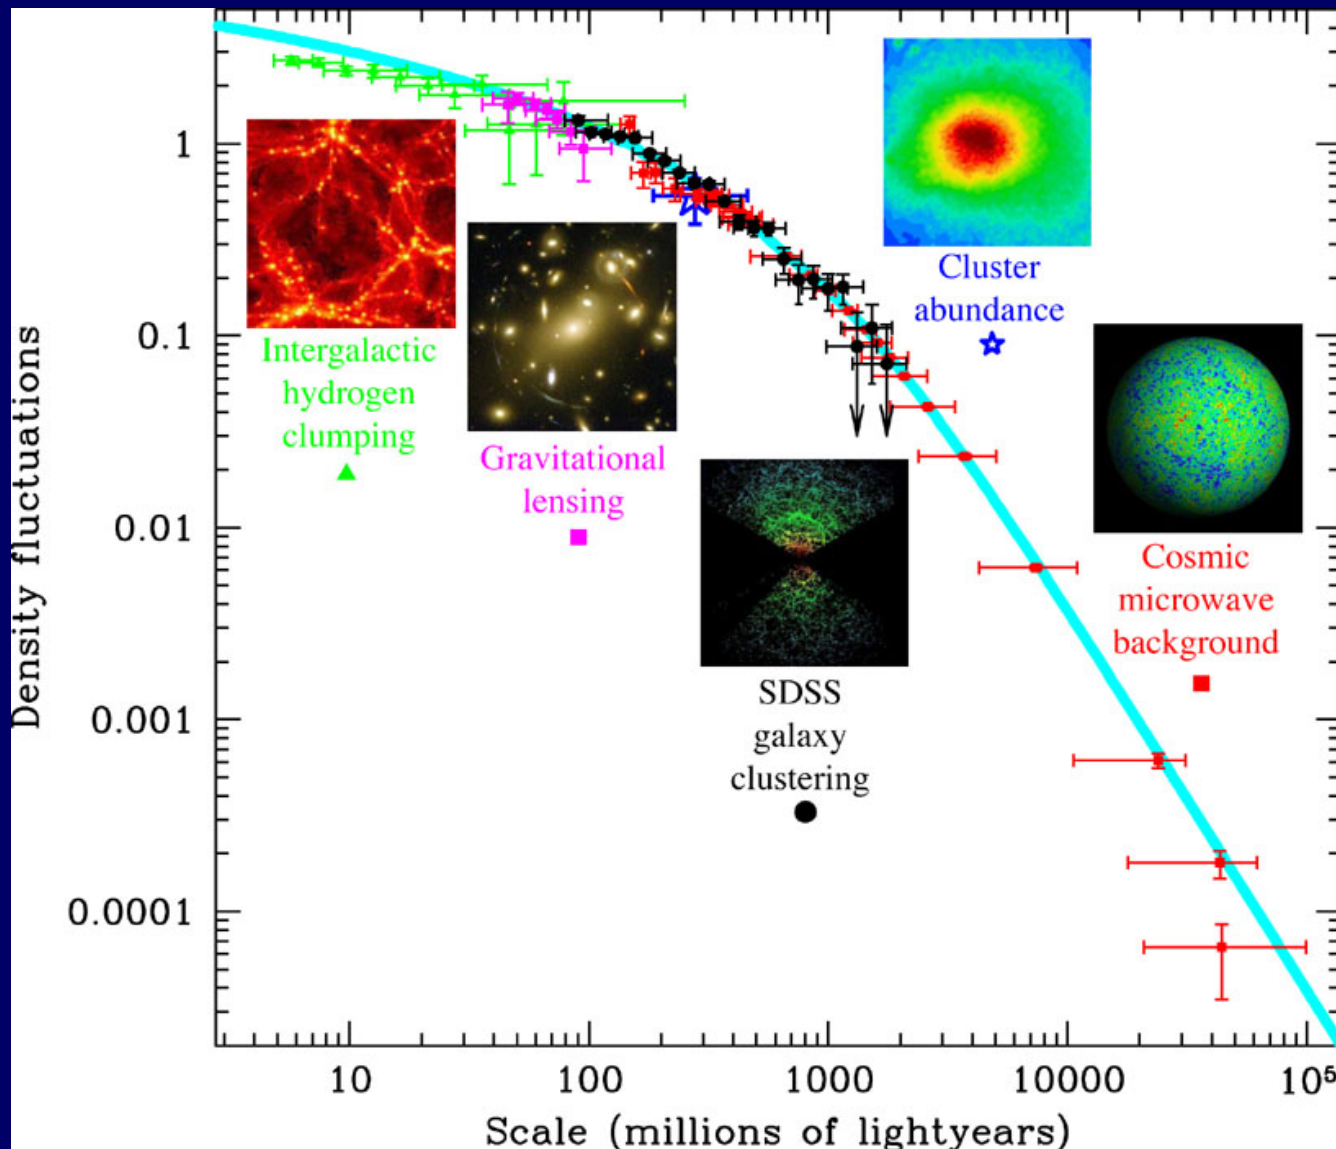 Density fluctuations
1
0.1
0.01
0.001
0.0001
Intergalactic
hydrogen
clumping
Gravitational
lensing
SDSS
galaxy
clustering
Cluster
abundance
Cosmic
microwave
background
10
100
1000
10000
10⁵
Scale (millions of lightyears)